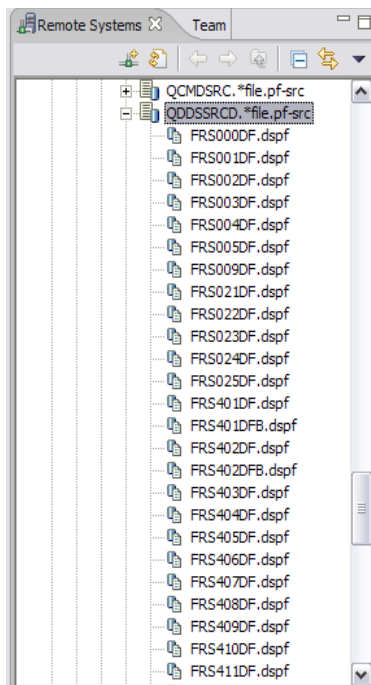 Remote Systems Team
QCMDSRC.*file.pf-src
QDDSSRCD.*file.pf-src
FRS000DF.dspf
FRS001DF.dspf
FRS002DF.dspf
FRS003DF.dspf
FRS004DF.dspf
FRS005DF.dspf
FRS009DF.dspf
FRS021DF.dspf
FRS022DF.dspf
FRS023DF.dspf
FRS024DF.dspf
FRS025DF.dspf
FRS401DF.dspf
FRS401DFB.dspf
FRS402DF.dspf
FRS402DFB.dspf
FRS403DF.dspf
FRS404DF.dspf
FRS405DF.dspf
FRS406DF.dspf
FRS407DF.dspf
FRS408DF.dspf
FRS409DF.dspf
FRS410DF.dspf
FRS411DF.dspf